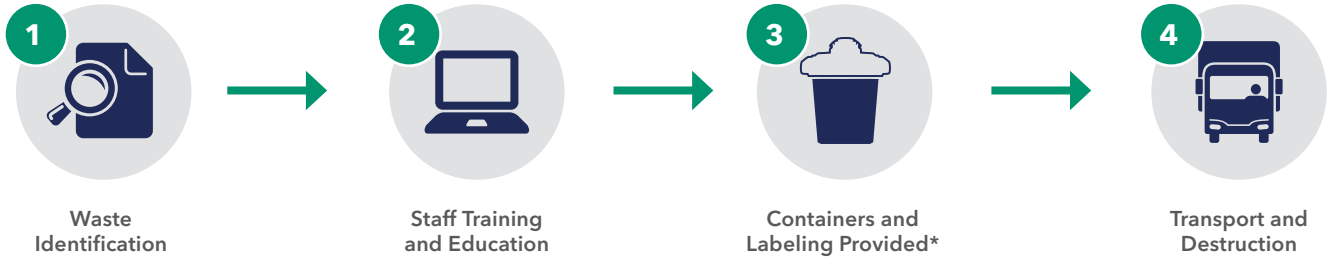 1
2
3
4
Waste
Identification
Staff Training
and Education
Containers and
Labeling Provided*
Transport and
Destruction